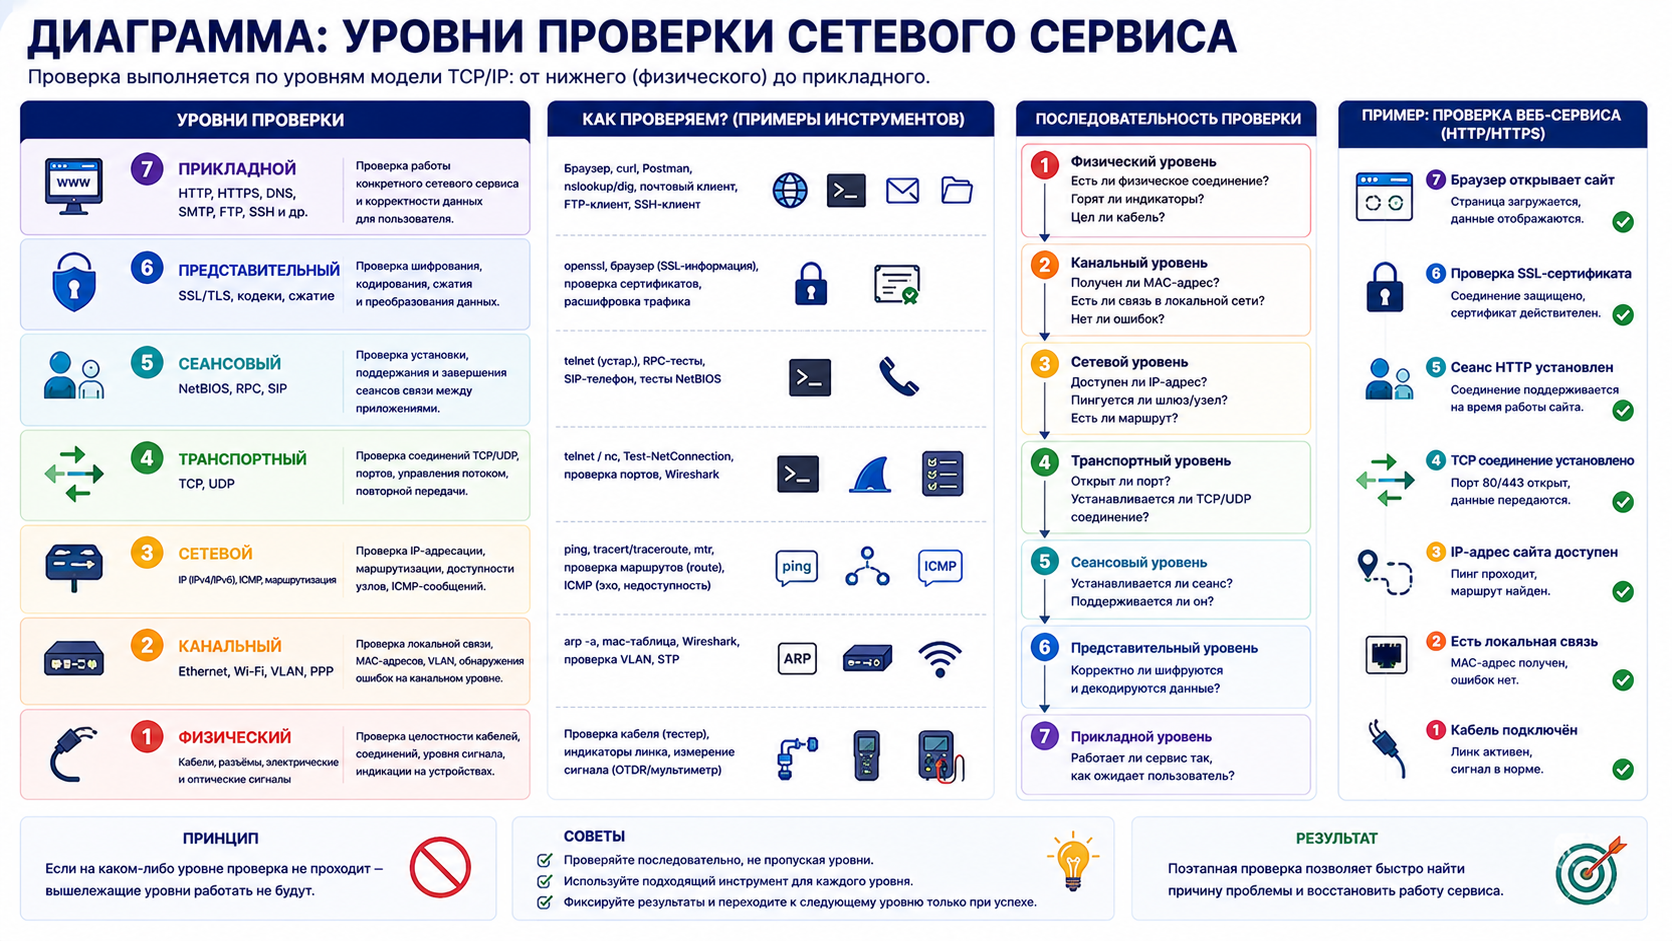 ДИАГРАММА: УРОВНИ ПРОВЕРКИ СЕТЕВОГО СЕРВИСА
Проверка выполняется по уровням модели TCP/IP: от нижнего (физического) до прикладного.
УРОВНИ ПРОВЕРКИ
WWW
7
ПРИКЛАДНОЙ
HTTP, HTTPS, DNS,
SMTP, FTP, SSH и др.
Проверка работы
конкретного сетевого сервиса
и корректности данных
для пользователя.
6
ПРЕДСТАВИТЕЛЬНЫЙ
SSL/TLS, кодеки, сжатие
Проверка шифрования,
кодирования, сжатия
и преобразования данных.
5
СЕАНСОВЫЙ
NetBIOS, RPC, SIP
Проверка установки,
поддержания и завершения
сеансов связи между
приложениями.
4
ТРАНСПОРТНЫЙ
TCP, UDP
Проверка соединений TCP/UDP,
портов, управления потоком,
повторной передачи.
3
СЕТЕВОЙ
IP (IPv4/IPv6), ICMP, маршрутизация
Проверка IP-адресации,
маршрутизации, доступности
узлов, ICMP-сообщений.
2
КАНАЛЬНЫЙ
Ethernet, Wi-Fi, VLAN, PPP
Проверка локальной связи,
MAC-адресов, VLAN, обнаружения
ошибок на канальном уровне.
1
ФИЗИЧЕСКИЙ
Кабели, разъёмы, электрические
и оптические сигналы
Проверка целостности кабелей,
соединений, уровня сигнала,
индикации на устройствах.
КАК ПРОВЕРЯЕМ? (ПРИМЕРЫ ИНСТРУМЕНТОВ)
Браузер, curl, Postman,
nslookup/dig, почтовый клиент,
FTP-клиент, SSH-клиент
>_
openssl, браузер (SSL-информация),
проверка сертификатов,
расшифровка трафика
telnet (устар.), RPC-тесты,
SIP-телефон, тесты NetBIOS
>_
telnet / nc, Test-NetConnection,
проверка портов, Wireshark
>_
ping, tracert/traceroute, mtr,
проверка маршрутов (route),
ICMP (эхо, недоступность)
ping
ICMP
arp -a, mac-таблица, Wireshark,
проверка VLAN, STP
ARP
Проверка кабеля (тестер),
индикаторы линка, измерение
сигнала (OTDR/мультиметр)
ПОСЛЕДОВАТЕЛЬНОСТЬ ПРОВЕРКИ
1
Физический уровень
Есть ли физическое соединение?
Горят ли индикаторы?
Цел ли кабель?
2
Канальный уровень
Получен ли MAC-адрес?
Есть ли связь в локальной сети?
Нет ли ошибок?
3
Сетевой уровень
Доступен ли IP-адрес?
Пингуется ли шлюз/узел?
Есть ли маршрут?
4
Транспортный уровень
Открыт ли порт?
Устанавливается ли TCP/UDP
соединение?
5
Сеансовый уровень
Устанавливается ли сеанс?
Поддерживается ли он?
6
Представительный уровень
Корректно ли шифруются
и декодируются данные?
7
Прикладной уровень
Работает ли сервис так,
как ожидает пользователь?
ПРИМЕР: ПРОВЕРКА ВЕБ-СЕРВИСА
(HTTP/HTTPS)
7 Браузер открывает сайт
Страница загружается,
данные отображаются.
6 Проверка SSL-сертификата
Соединение защищено,
сертификат действителен.
5 Сеанс HTTP установлен
Соединение поддерживается
на время работы сайта.
4 TCP соединение установлено
Порт 80/443 открыт,
данные передаются.
3 IP-адрес сайта доступен
Пинг проходит,
маршрут найден.
2 Есть локальная связь
MAC-адрес получен,
ошибок нет.
1 Кабель подключён
Линк активен,
сигнал в норме.
ПРИНЦИП
Если на каком-либо уровне проверка не проходит –
вышележащие уровни работать не будут.
СОВЕТЫ
Проверяйте последовательно, не пропуская уровни.
Используйте подходящий инструмент для каждого уровня.
Фиксируйте результаты и переходите к следующему уровню только при успехе.
РЕЗУЛЬТАТ
Поэтапная проверка позволяет быстро найти
причину проблемы и восстановить работу сервиса.